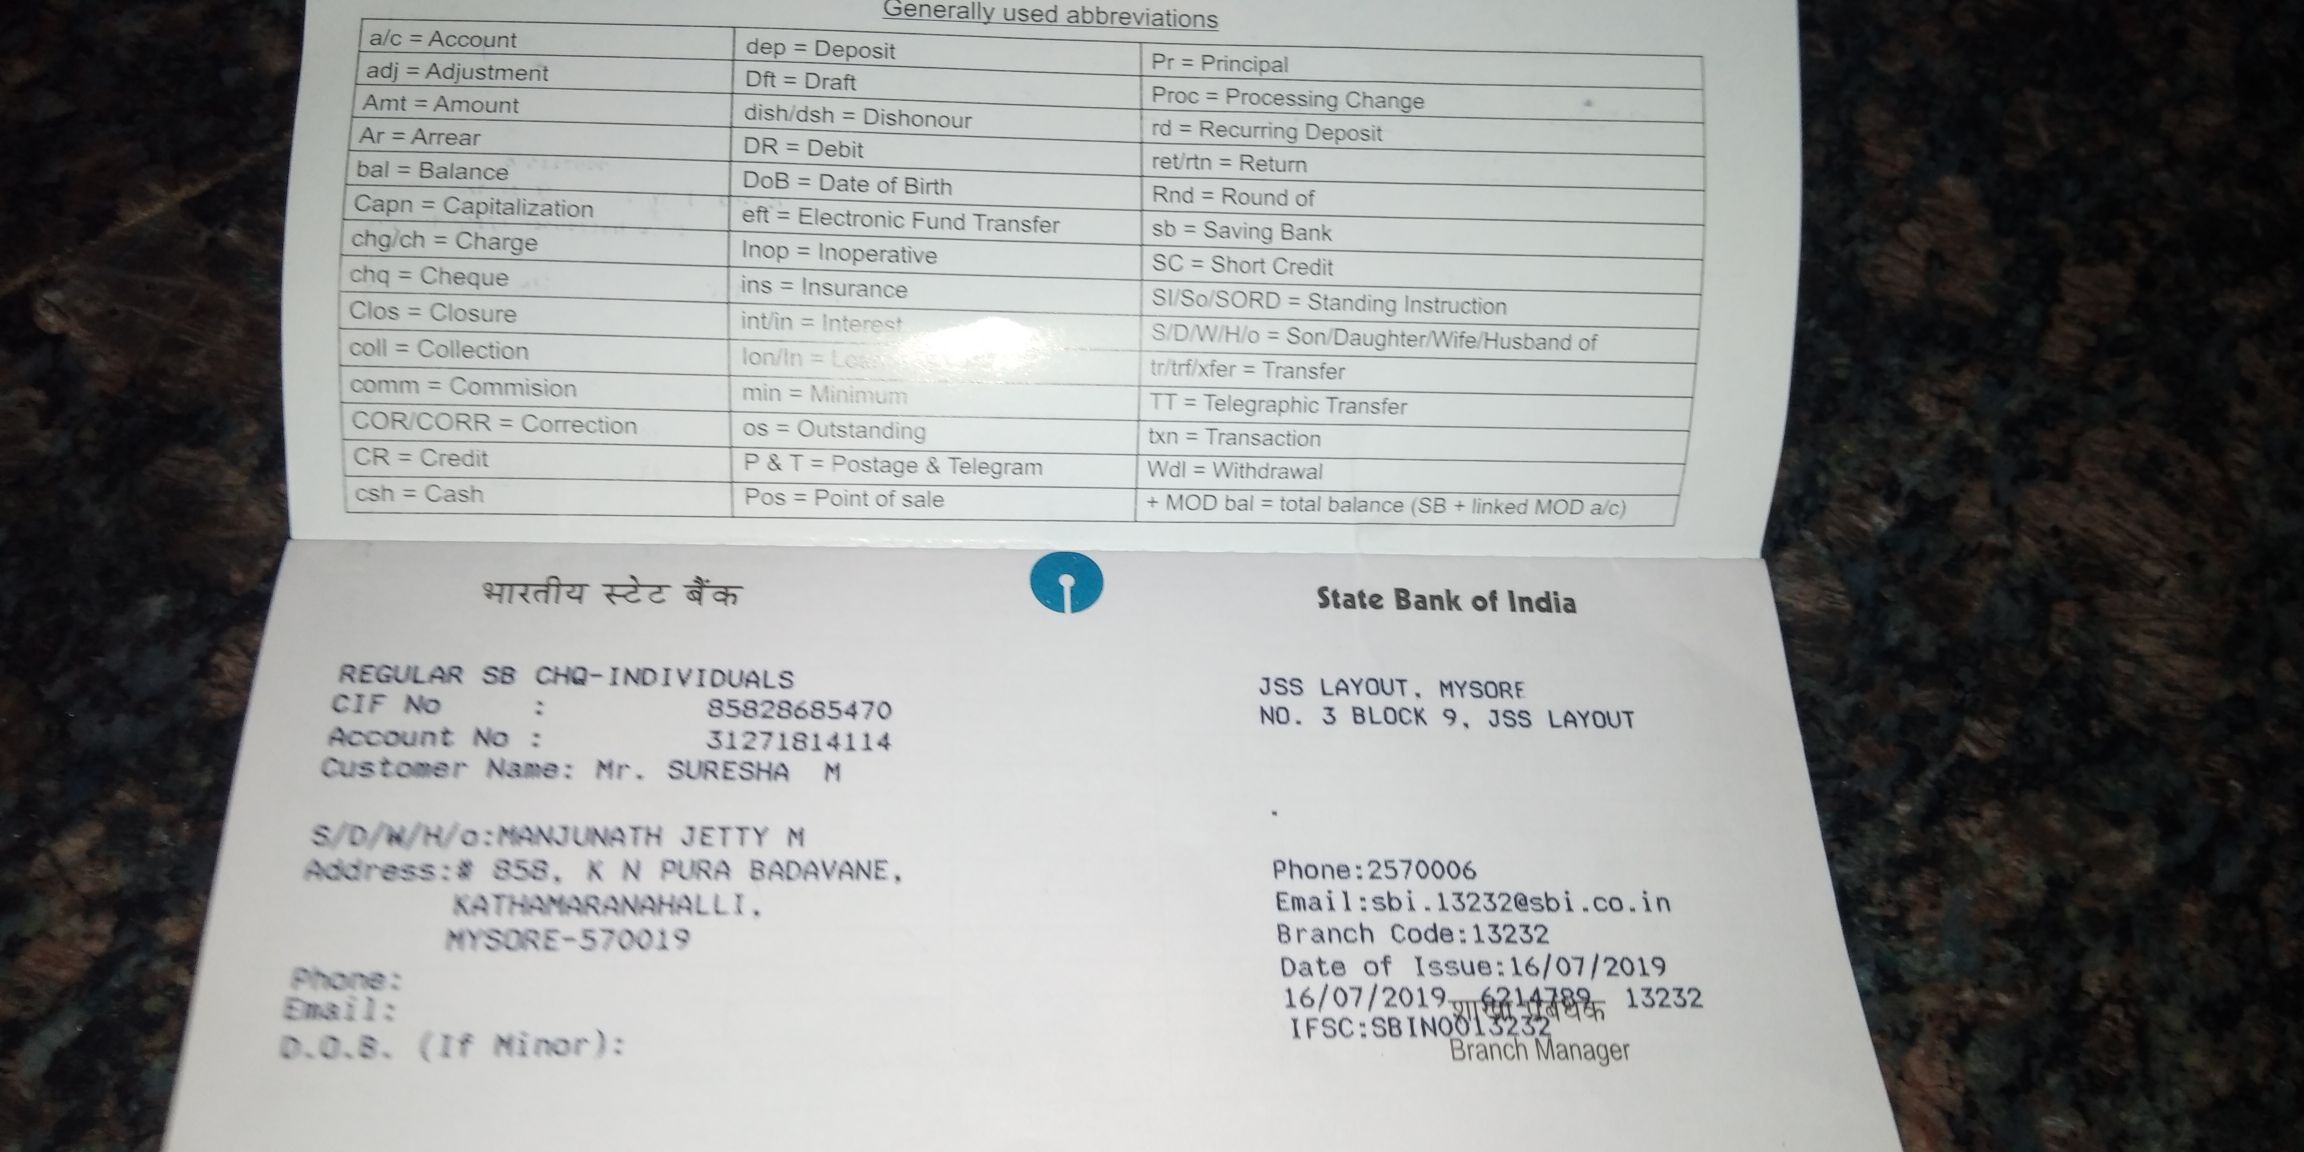 Generally used abbreviations
a/c = Account
adj = Adjustment
Amt = Amount
Ar = Arrear
bal = Balance
Capn = Capitalization
chg/ch = Charge
chq = Cheque
Clos = Closure
coll = Collection
comm = Commision
COR/CORR = Correction
CR = Credit
csh = Cash
dep = Deposit
Dft = Draft
dish/dsh = Dishonour
DR = Debit
DoB = Date of Birth
eft = Electronic Fund Transfer
Inop = Inoperative
ins = Insurance
int/in = Interest
lon/ln =
min = Minimum
os = Outstanding
P & T = Postage & Telegram
Pos = Point of sale
Pr = Principal
Proc = Processing Change
rd = Recurring Deposit
ret/rtn = Return
Rnd = Round of
sb = Saving Bank
SC = Short Credit
SI/So/SORD = Standing Instruction
S/D/W/H/o = Son/Daughter/Wife/Husband of
tr/trf/xfer = Transfer
TT = Telegraphic Transfer
txn = Transaction
Wdl = Withdrawal
+ MOD bal = total balance (SB + linked MOD a/c)
भारतीय स्टेट बैंक
State Bank of India
REGULAR SB CHQ-INDIVIDUALS
CIF No : 85828685470
Account No : 31271814114
Customer Name: Mr. SURESHA M
S/D/W/H/o:MANJUNATH JETTY M
Address:# 858, K N PURA BADAVANE,
KATHAMARANAHALLI,
MYSORE-570019
Phone:
Email:
D.O.B. (If Minor):
JSS LAYOUT, MYSORE
NO. 3 BLOCK 9, JSS LAYOUT
Phone:2570006
Email:sbi.13232@sbi.co.in
Branch Code:13232
Date of Issue:16/07/2019
16/07/2019 6214789 13232
शाखा प्रबंधक
IFSC:SBIN0013232
Branch Manager